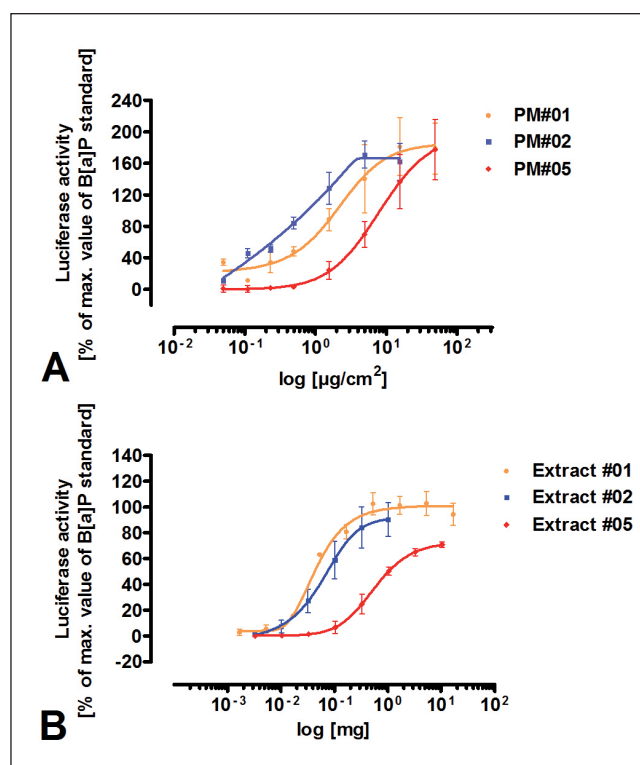 Luciferase activity
[% of max. value of B[a]P standard]
240
200
160
120
80
40
0
PM#01
PM#02
PM#05
10-2 10-1 100 101 102
log [µg/cm2]
A
Luciferase activity
[% of max. value of B[a]P standard]
140
120
100
80
60
40
20
0
-20
Extract #01
Extract #02
Extract #05
10-3 10-2 10-1 100 101 102
log [mg]
B